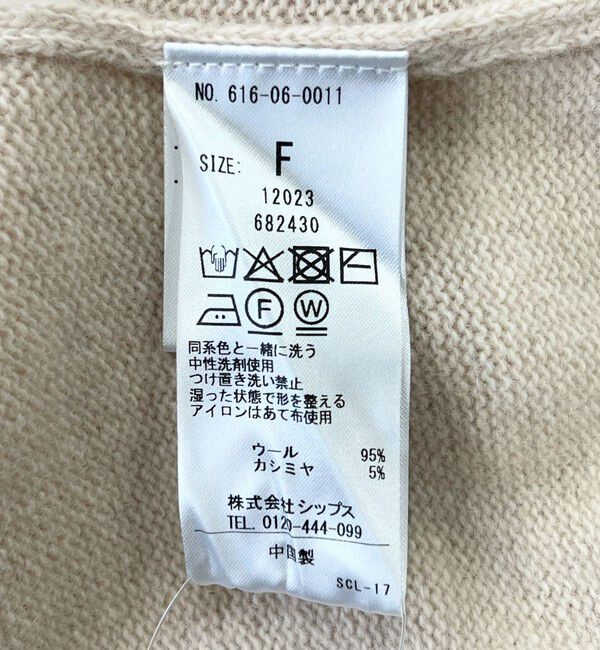 NO. 616-06-0011
SIZE: F
12023
682430
F W
同系色と一緒に洗う
中性洗剤使用
つけ置き洗い禁止
湿った状態で形を整える
アイロンはあて布使用
ウール 95%
カシミヤ 5%
株式会社シップス
TEL. 0120-444-099
中国製
SCL-17